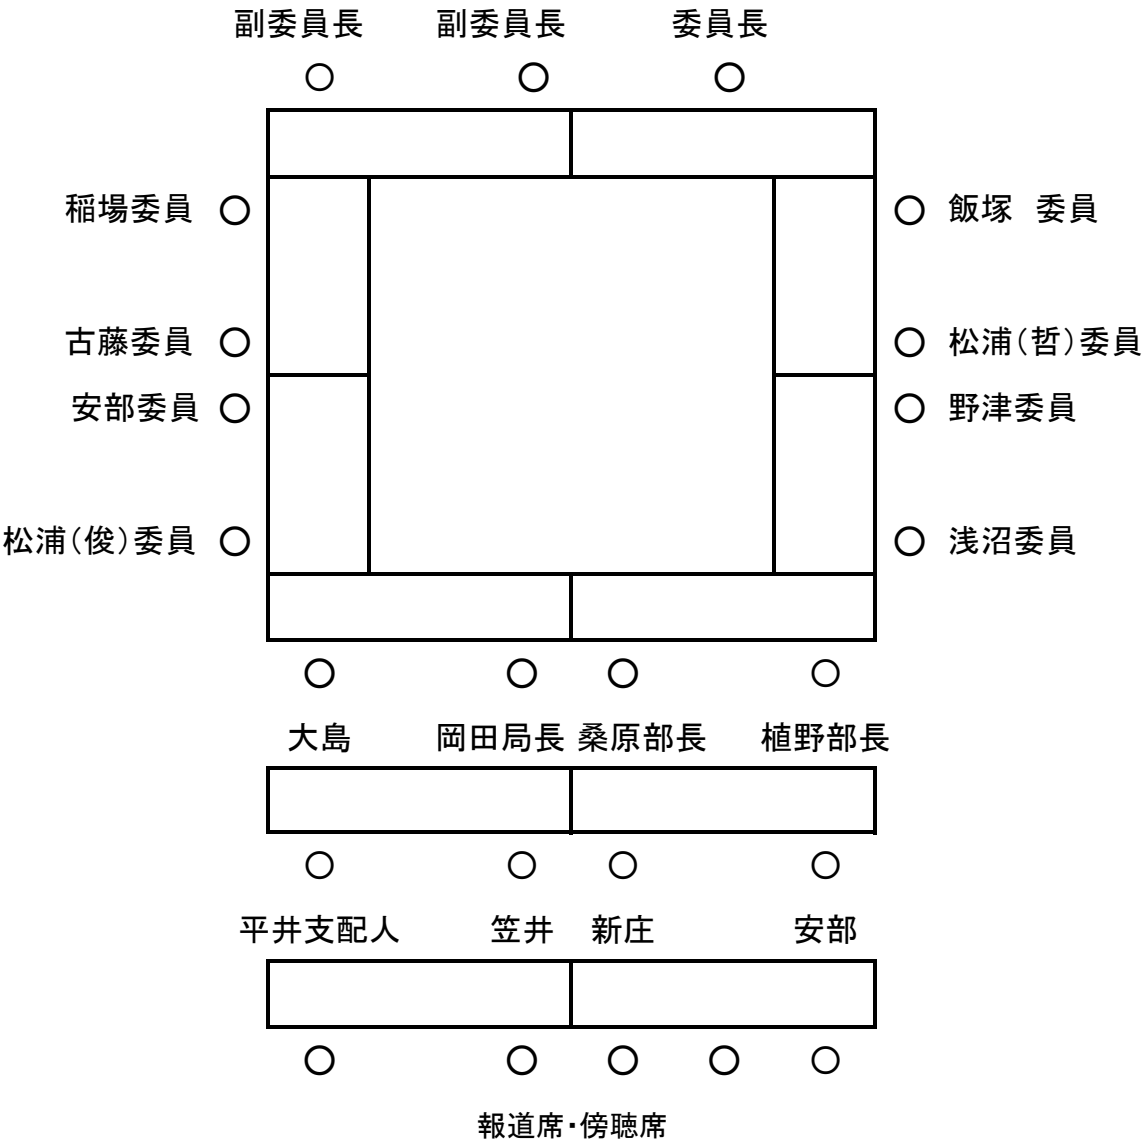 副委員長 副委員長 委員長
稲場委員 飯塚　委員
古藤委員 松浦(哲)委員
安部委員 野津委員
松浦(俊)委員 浅沼委員
大島 岡田局長 桑原部長 植野部長
平井支配人 笠井 新庄 安部
報道席・傍聴席